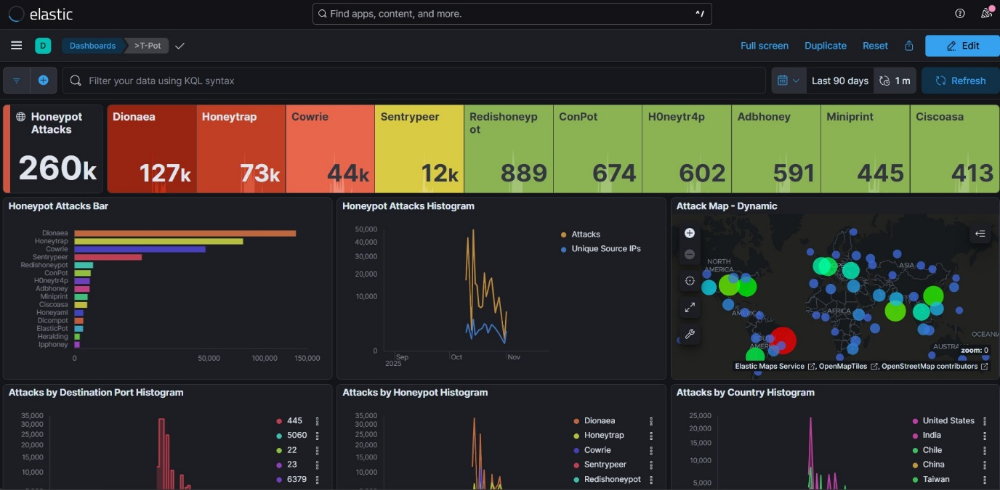 elastic
Find apps, content, and more.
^/
D
Dashboards
>T-Pot
Full screen
Duplicate
Reset
Edit
Filter your data using KQL syntax
Last 90 days
1 m
Refresh
Honeypot
Attacks
260k
Dionaea
127k
Honeytrap
73k
Cowrie
44k
Sentrypeer
12k
Redishoneyp
ot
889
ConPot
674
H0neytr4p
602
Adbhoney
591
Miniprint
445
Ciscoasa
413
Honeypot Attacks Bar
Dionaea
Honeytrap
Cowrie
Sentrypeer
Redishoneypot
ConPot
H0neytr4p
Adbhoney
Miniprint
Ciscoasa
Honeyaml
Dicompot
ElasticPot
Heralding
Ipphoney
0
50,000
100,000
150,000
Honeypot Attacks Histogram
50,000
40,000
30,000
20,000
10,000
0
Sep
2025
Oct
Nov
Attacks
Unique Source IPs
Attack Map - Dynamic
NORTH
AMERICA
ASIA
AFRICA
OCEANI
zoom: 0
Elastic Maps Service , OpenMapTiles , OpenStreetMap contributors
Attacks by Destination Port Histogram
35,000
30,000
25,000
20,000
15,000
10,000
445
5060
22
23
6379
Attacks by Honeypot Histogram
35,000
30,000
25,000
20,000
15,000
10,000
Dionaea
Honeytrap
Cowrie
Sentrypeer
Redishoneypot
Attacks by Country Histogram
25,000
20,000
15,000
10,000
5,000
United States
India
Chile
China
Taiwan